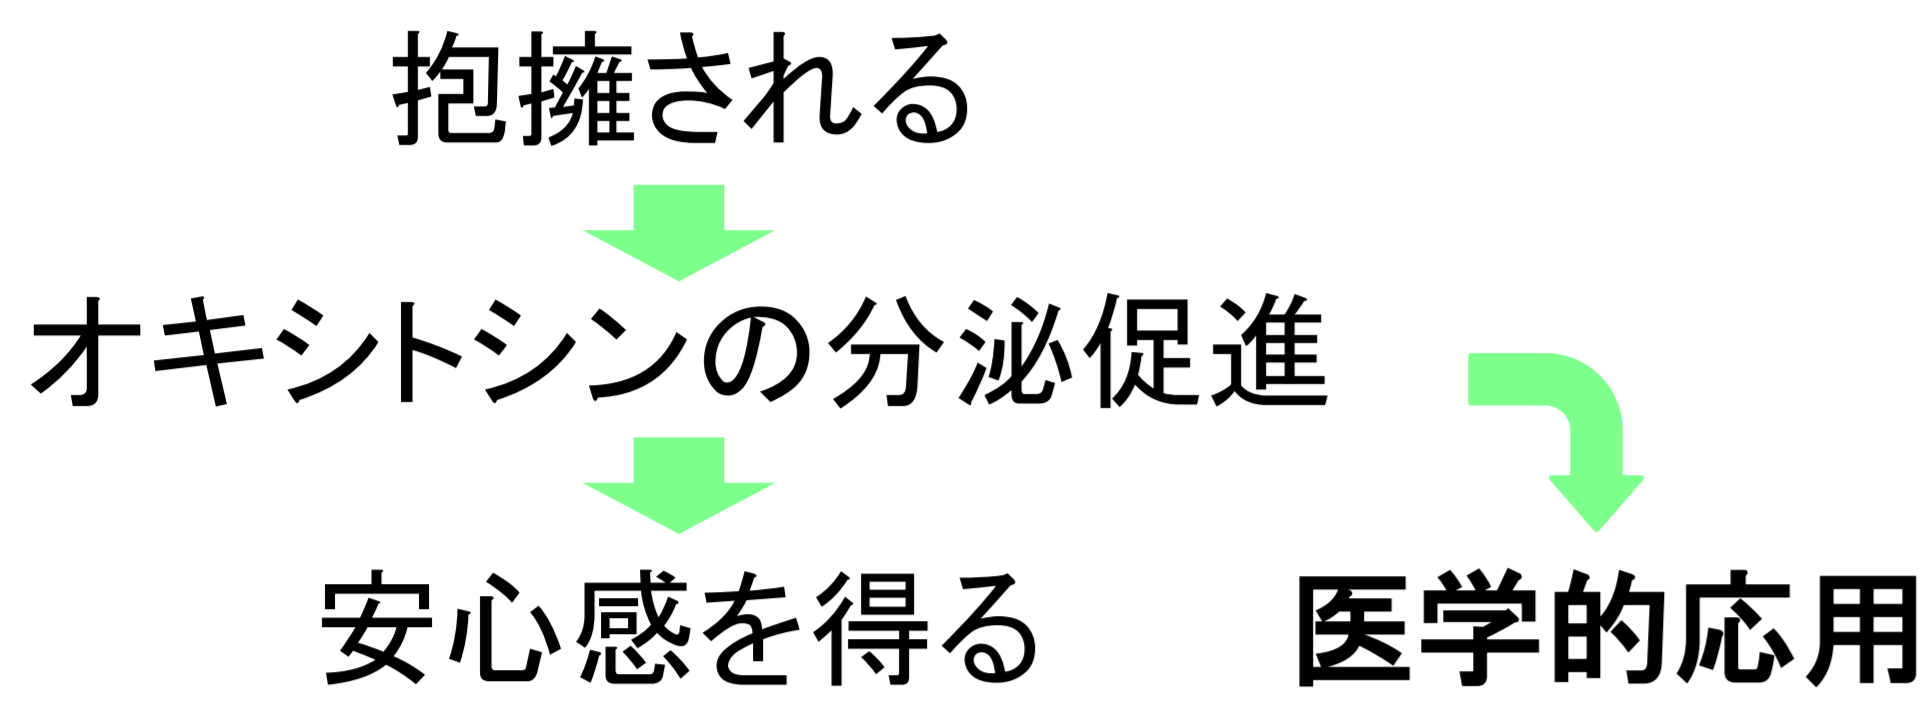 抱擁される
オキシトシンの分泌促進
安心感を得る
医学的応用